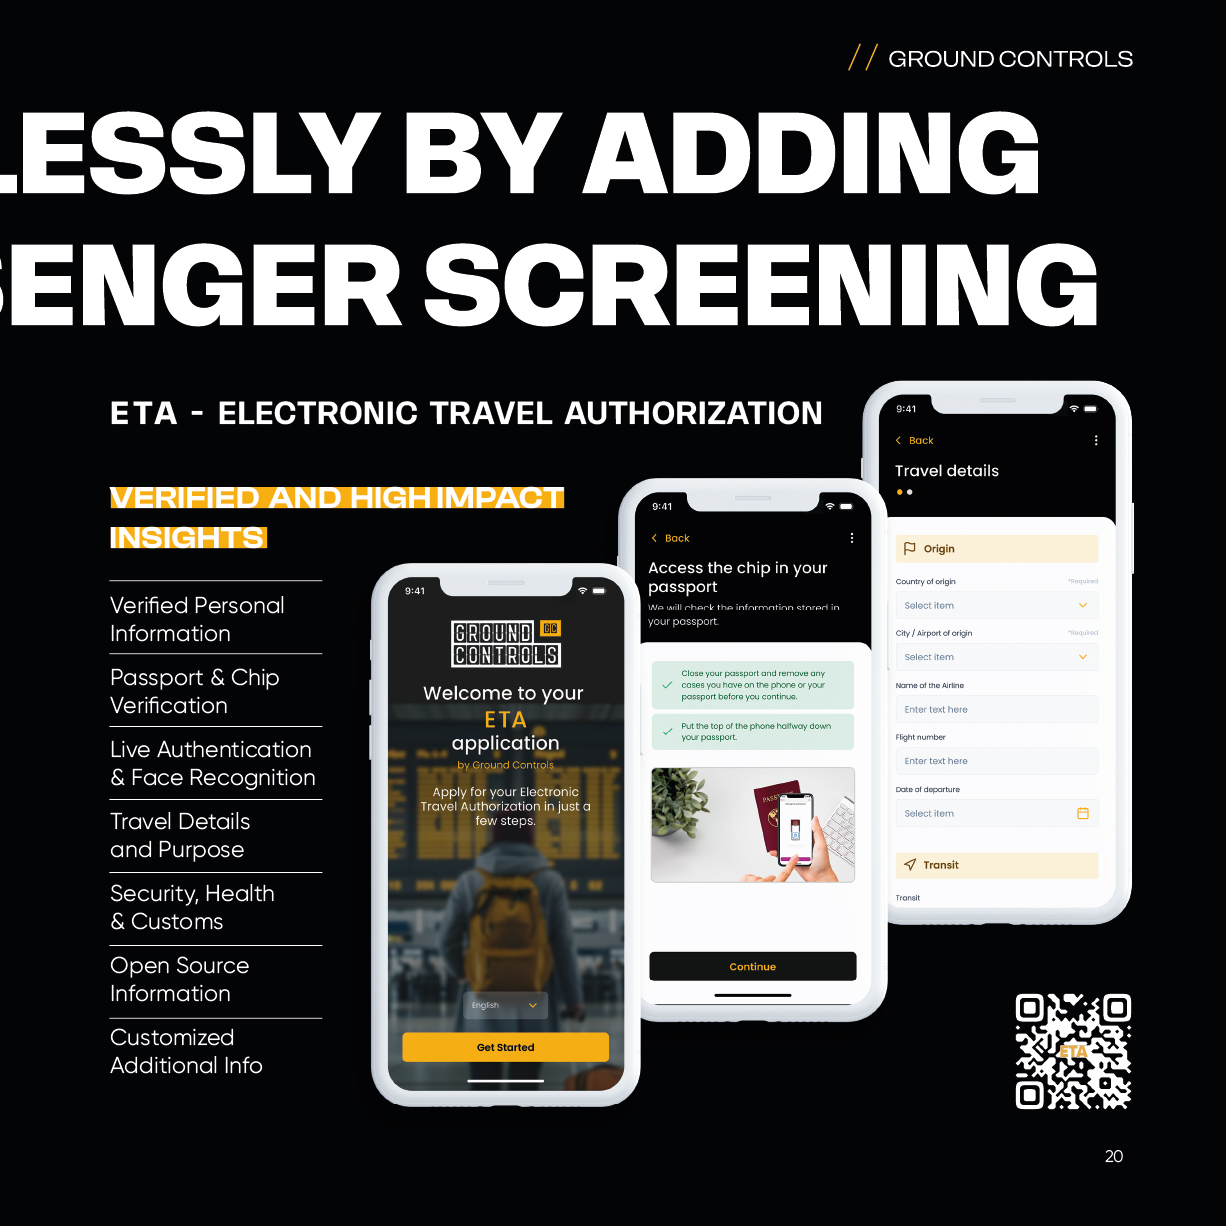 // GROUND CONTROLS
LESSLY BY ADDING
SENGER SCREENING
ETA - ELECTRONIC TRAVEL AUTHORIZATION
VERIFIED AND HIGH IMPACT
INSIGHTS
Verified Personal
Information
Passport & Chip
Verification
Live Authentication
& Face Recognition
Travel Details
and Purpose
Security, Health
& Customs
Open Source
Information
Customized
Additional Info
9:41
GROUND GC
CONTROLS
Welcome to your
ETA
application
by Ground Controls
Apply for your Electronic
Travel Authorization in just a
few steps.
English
Get Started
9:41
Back
Access the chip in your
passport
We will check the information stored in
your passport.
Close your passport and remove any
cases you have on the phone or your
passport before you continue.
Put the top of the phone halfway down
your passport.
Continue
9:41
Back
Travel details
Origin
Country of origin *Required
Select item
City / Airport of origin *Required
Select item
Name of the Airline
Enter text here
Flight number
Enter text here
Date of departure
Select item
Transit
Transit
ETA
20